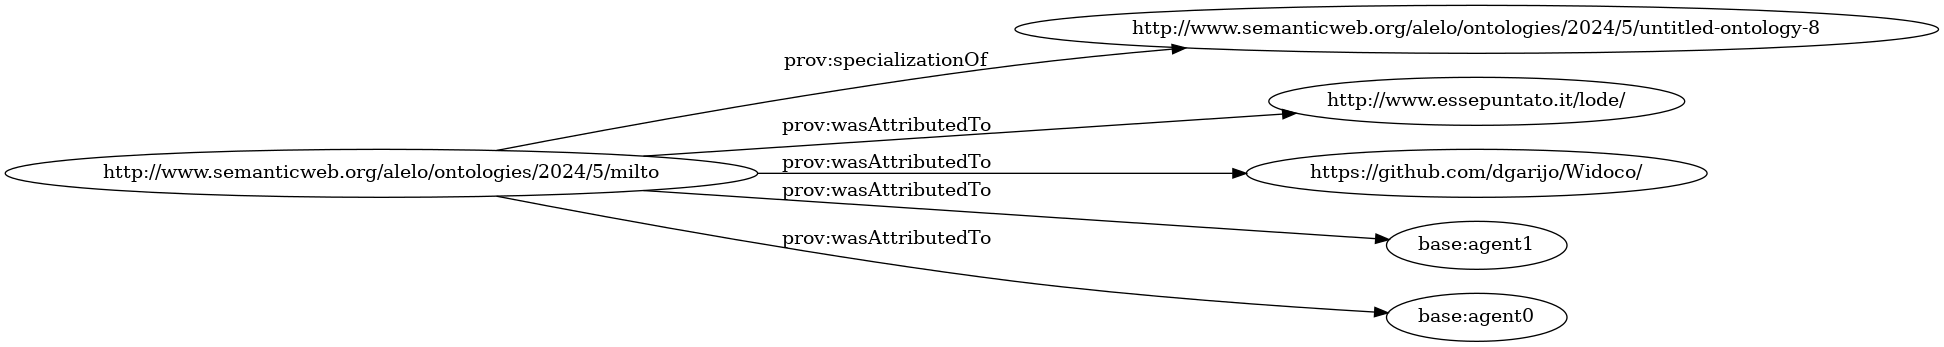 http://www.semanticweb.org/alelo/ontologies/2024/5/untitled-ontology-8
prov:specializationOf
http://www.essepuntato.it/lode/
prov:wasAttributedTo
prov:wasAttributedTo
http://www.semanticweb.org/alelo/ontologies/2024/5/milto
https://github.com/dgarijo/Widoco/
prov:wasAttributedTo
prov:wasAttributedTo
base:agent1
base:agent0